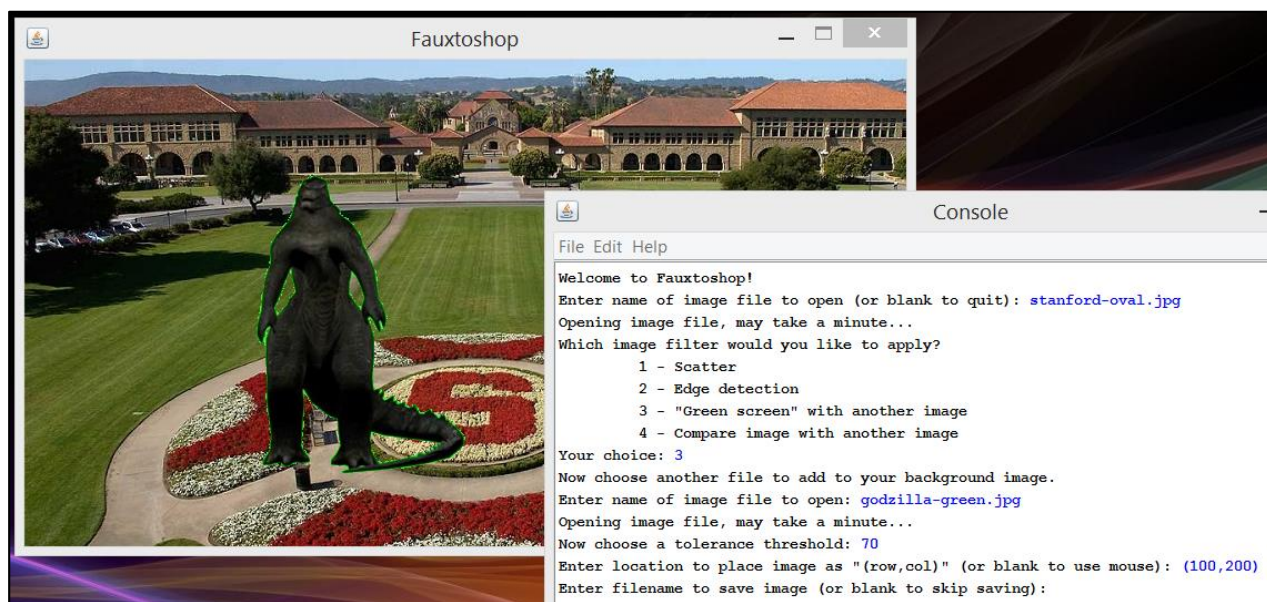 Fauxtoshop
S
Console
File Edit Help
Welcome to Fauxtoshop!
Enter name of image file to open (or blank to quit): stanford-oval.jpg
Opening image file, may take a minute...
Which image filter would you like to apply?
1 - Scatter
2 - Edge detection
3 - "Green screen" with another image
4 - Compare image with another image
Your choice: 3
Now choose another file to add to your background image.
Enter name of image file to open: godzilla-green.jpg
Opening image file, may take a minute...
Now choose a tolerance threshold: 70
Enter location to place image as "(row,col)" (or blank to use mouse): (100,200)
Enter filename to save image (or blank to skip saving):